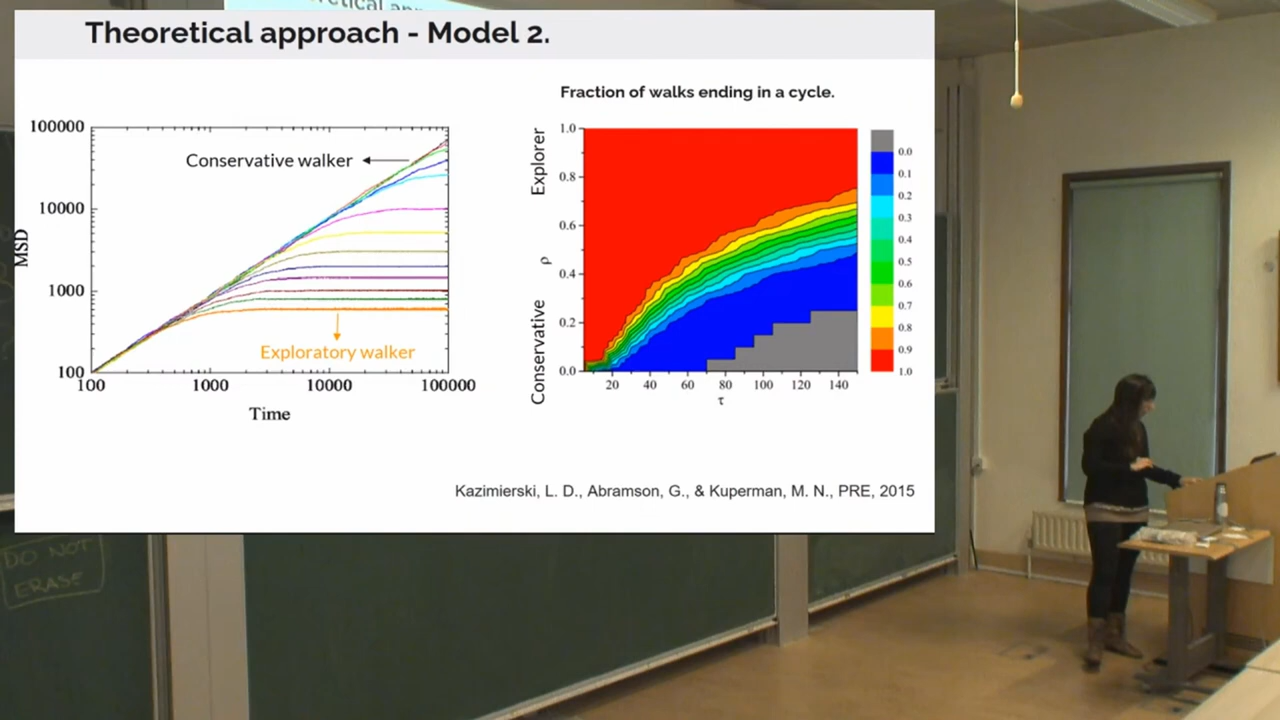 Theoretical approach - Model 2.
Fraction of walks ending in a cycle.
100000
10000
1000
100
MSD
Conservative walker
Exploratory walker
100
1000
10000
100000
Time
Explorer
ρ
Conservative
1.0
0.8
0.6
0.4
0.2
0.0
20
40
60
80
100
120
140
τ
0.0
0.1
0.2
0.3
0.4
0.5
0.6
0.7
0.8
0.9
1.0
Kazimierski, L. D., Abramson, G., & Kuperman, M. N., PRE, 2015
DO NOT
ERASE